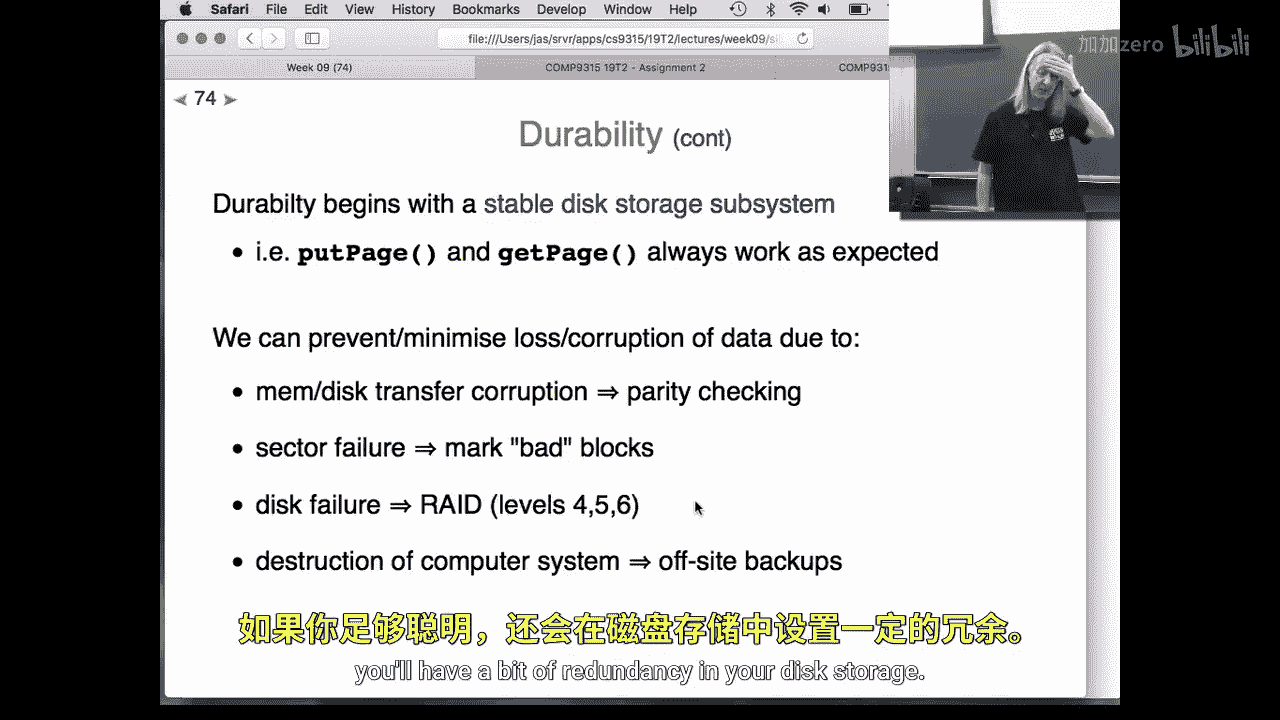 Safari File Edit View History Bookmarks Develop Window Help
file:///Users/jas/srvr/apps/cs9315/19T2/lectures/week09/
Week 09 (74)
COMP9315 19T2 - Assignment 2
COMP931
加加zero bilibili
74
Durability (cont)
Durabilty begins with a stable disk storage subsystem
• i.e. putPage() and getPage() always work as expected
We can prevent/minimise loss/corruption of data due to:
• mem/disk transfer corruption ⇒ parity checking
• sector failure ⇒ mark "bad" blocks
• disk failure ⇒ RAID (levels 4,5,6)
• destruction of computer system ⇒ off-site backups
如果你足够聪明，还会在磁盘存储中设置一定的冗余。
you'll have a bit of redundancy in your disk storage.